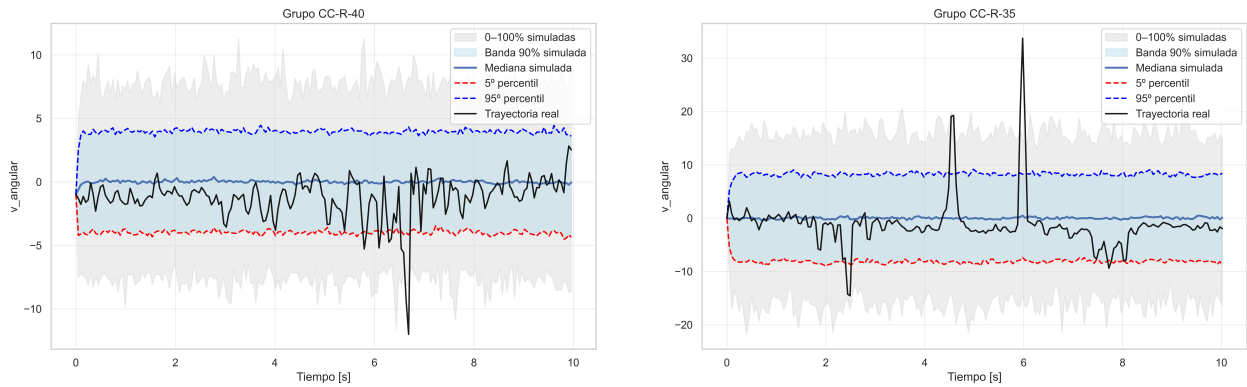 Grupo CC-R-40
0–100% simuladas
Banda 90% simulada
Mediana simulada
5º percentil
95º percentil
Trayectoria real
v_angular
10
5
0
−5
−10
0
2
4
6
8
10
Tiempo [s]
Grupo CC-R-35
0–100% simuladas
Banda 90% simulada
Mediana simulada
5º percentil
95º percentil
Trayectoria real
v_angular
30
20
10
0
−10
−20
0
2
4
6
8
10
Tiempo [s]